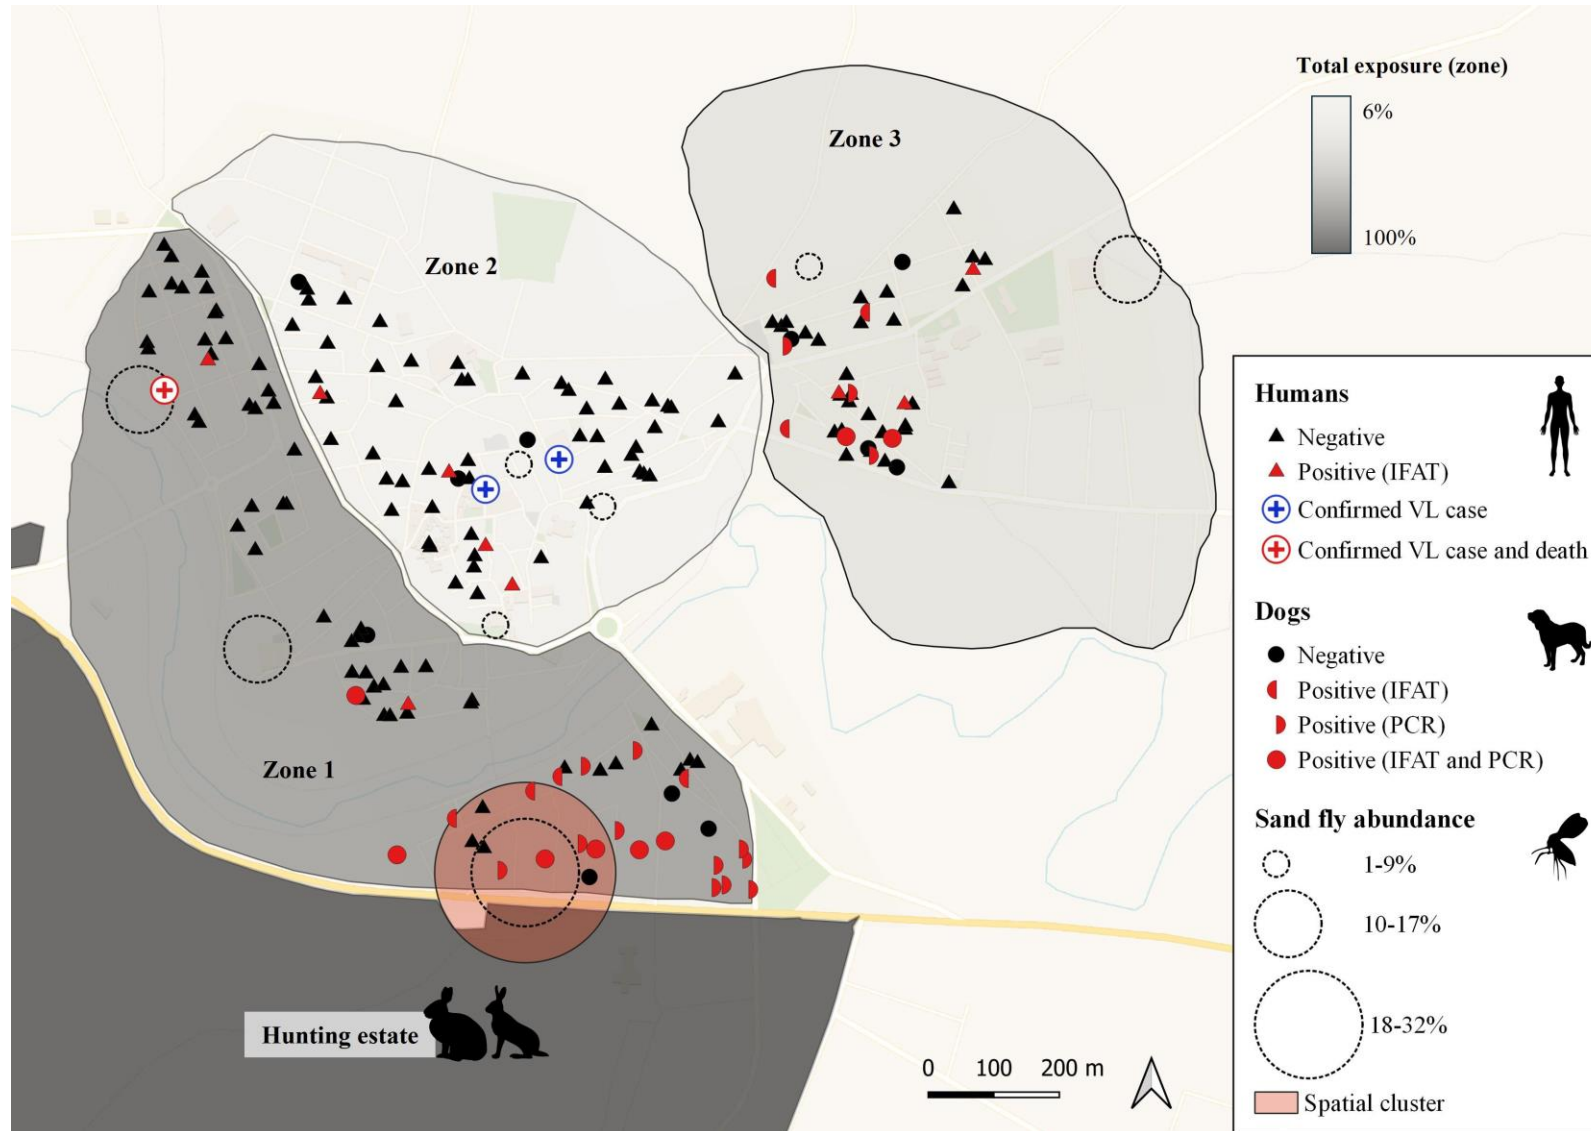 Total exposure (zone)
6%
100%
Zone 3
Zone 2
Zone 1
Hunting estate
0 100 200 m
Humans
Negative
Positive (IFAT)
Confirmed VL case
Confirmed VL case and death
Dogs
Negative
Positive (IFAT)
Positive (PCR)
Positive (IFAT and PCR)
Sand fly abundance
1-9%
10-17%
18-32%
Spatial cluster